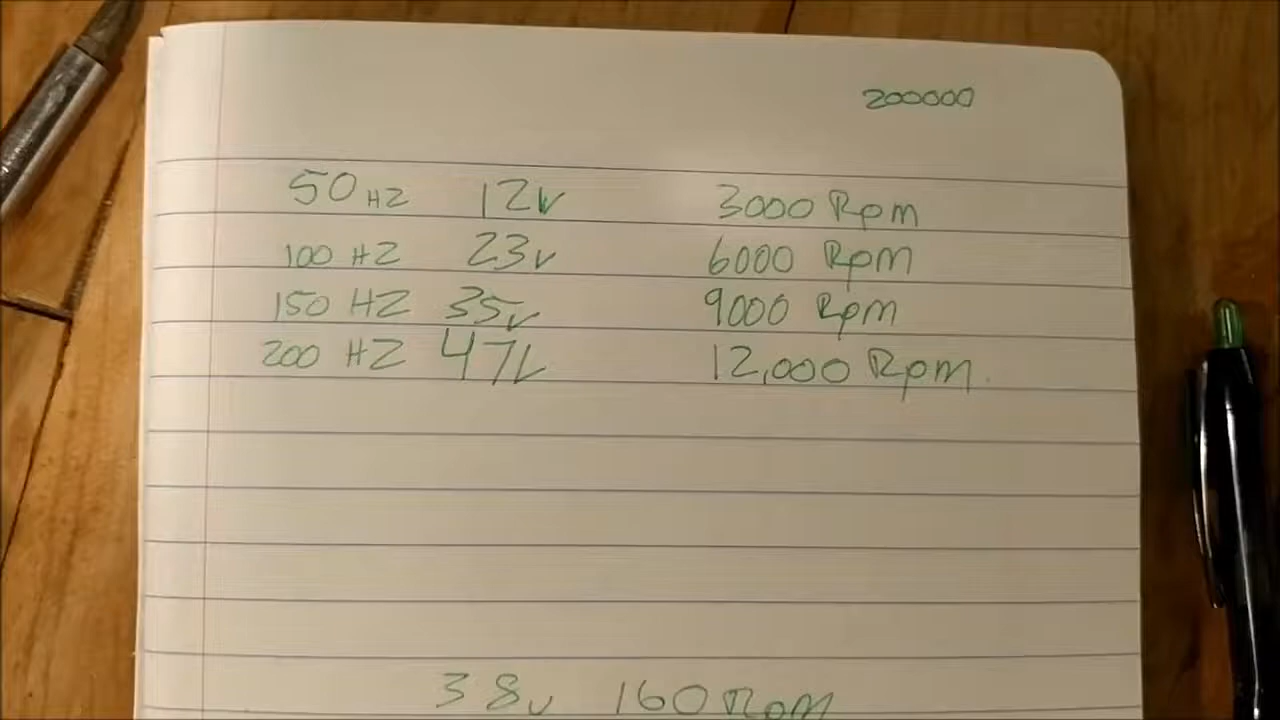 200000
50 HZ 12v 3000 Rpm
100 HZ 23v 6000 Rpm
150 HZ 35v 9000 Rpm
200 HZ 47v 12,000 Rpm.
38v 160 Rpm